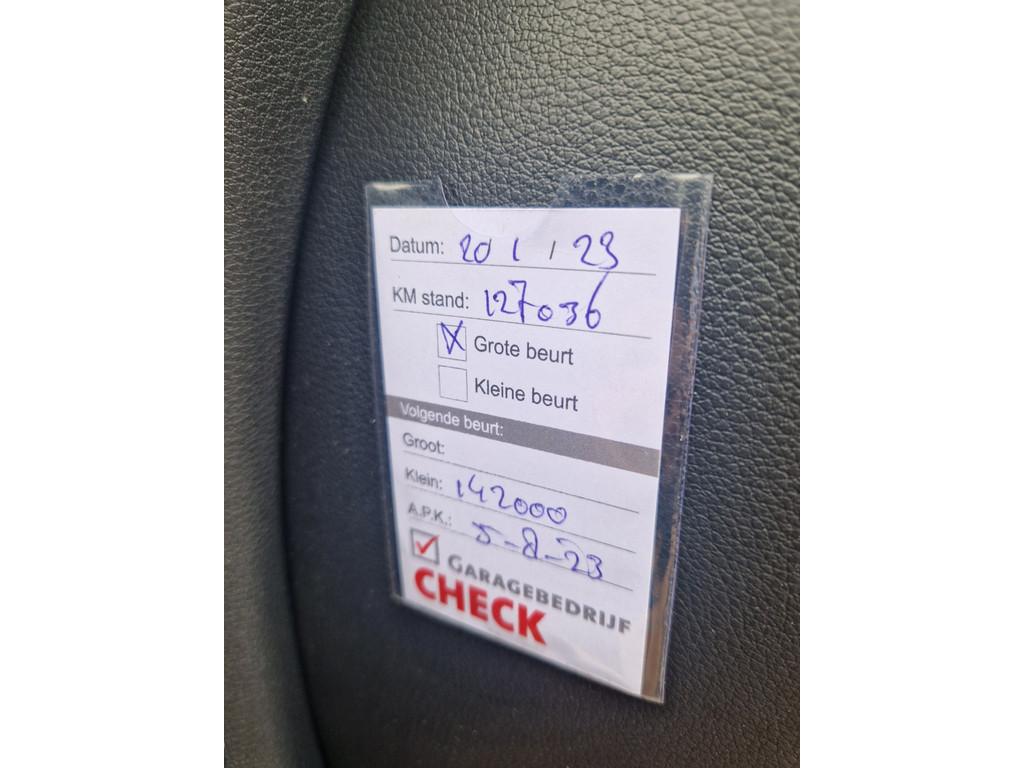 Datum: 20 / 1 / 23
KM stand: 127036
Grote beurt
Kleine beurt
Volgende beurt:
Groot:
Klein: 142000
A.P.K.: 5-8-23
GARAGEBEDRIJF
CHECK